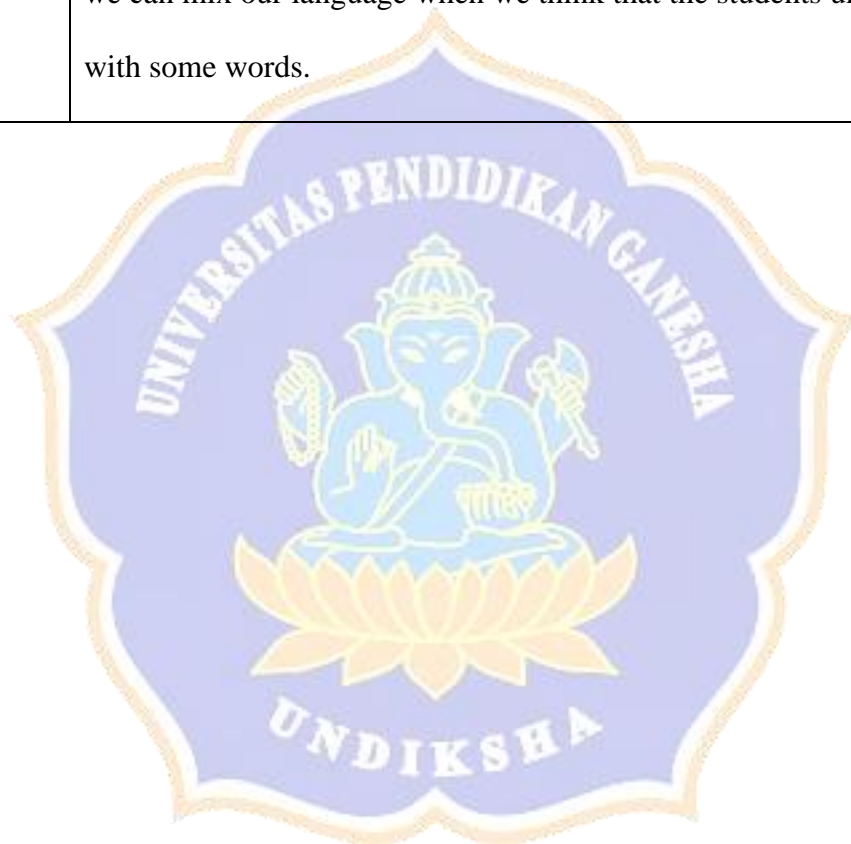 we can mix our language when we think that the students
with some words.
UNIVERSITAS PENDIDIKAN GANESHA
UNDIKSHA